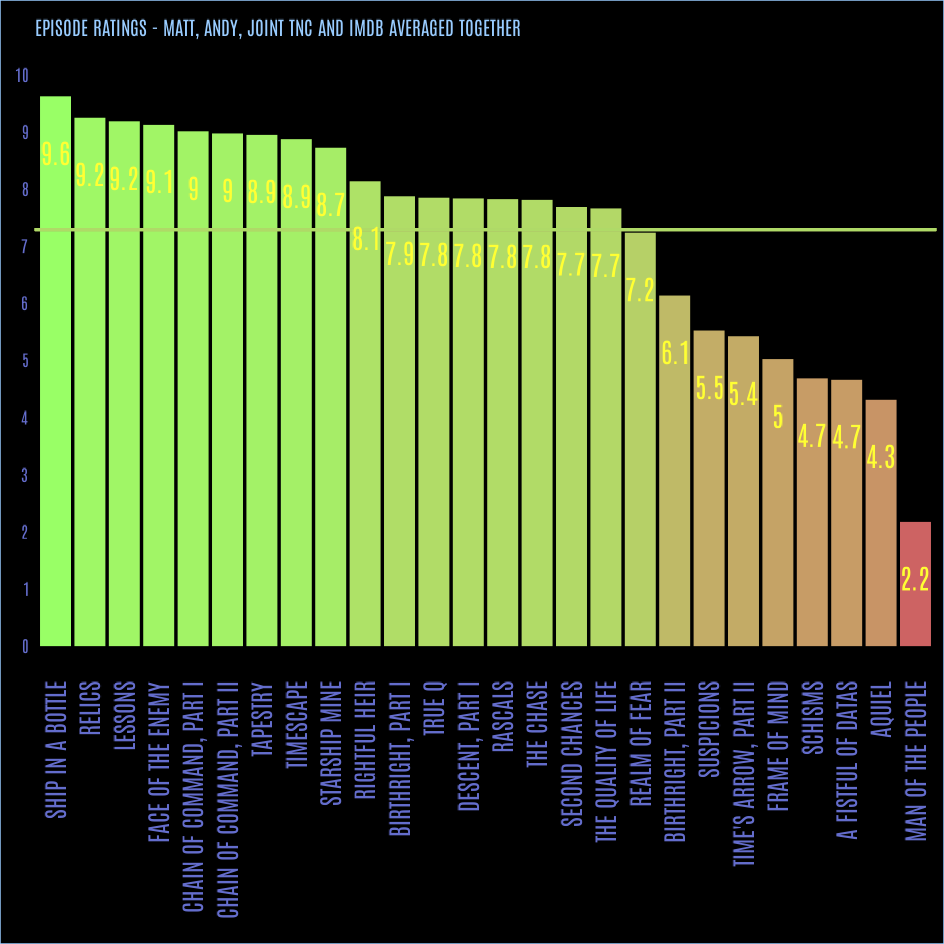 EPISODE RATINGS - MATT, ANDY, JOINT TNC AND IMDB AVERAGED TOGETHER
10
9
8
7
6
5
4
3
2
1
0
9.6
9.2
9.2
9.1
9
9
8.9
8.9
8.7
8.1
7.9
7.8
7.8
7.8
7.8
7.7
7.7
7.2
6.1
5.5
5.4
5
4.7
4.7
4.3
2.2
SHIP IN A BOTTLE
RELICS
LESSONS
FACE OF THE ENEMY
CHAIN OF COMMAND, PART I
CHAIN OF COMMAND, PART II
TAPESTRY
TIMESCAPE
STARSHIP MINE
RIGHTFUL HEIR
BIRTHRIGHT, PART I
TRUE Q
DESCENT, PART I
RASCALS
THE CHASE
SECOND CHANCES
THE QUALITY OF LIFE
REALM OF FEAR
BIRTHRIGHT, PART II
SUSPICIONS
TIME'S ARROW, PART II
FRAME OF MIND
SCHISMS
A FISTFUL OF DATAS
AQUIEL
MAN OF THE PEOPLE